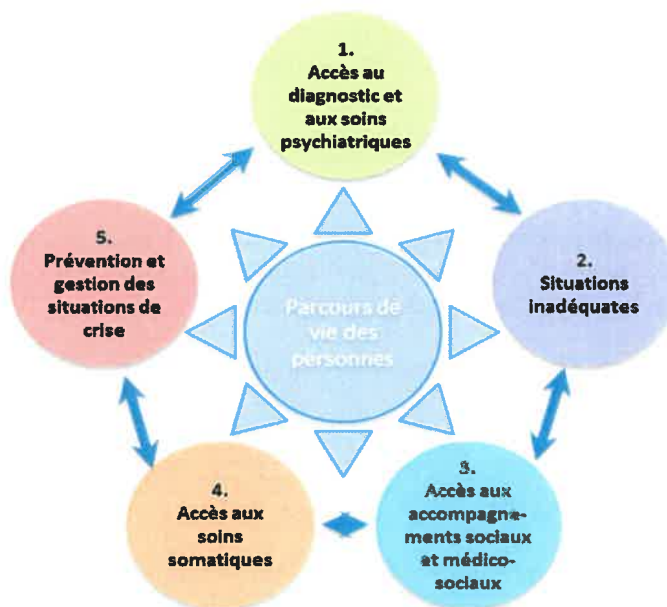 1.
Accès au
diagnostic et
aux soins
psychiatriques
2.
Situations
inadéquates
3.
Accès aux
accompagne-
ments sociaux
et médico-
sociaux
4.
Accès aux
soins
somatiques
5.
Prévention et
gestion des
situations de
crise
Parcours de
vie des
personnes